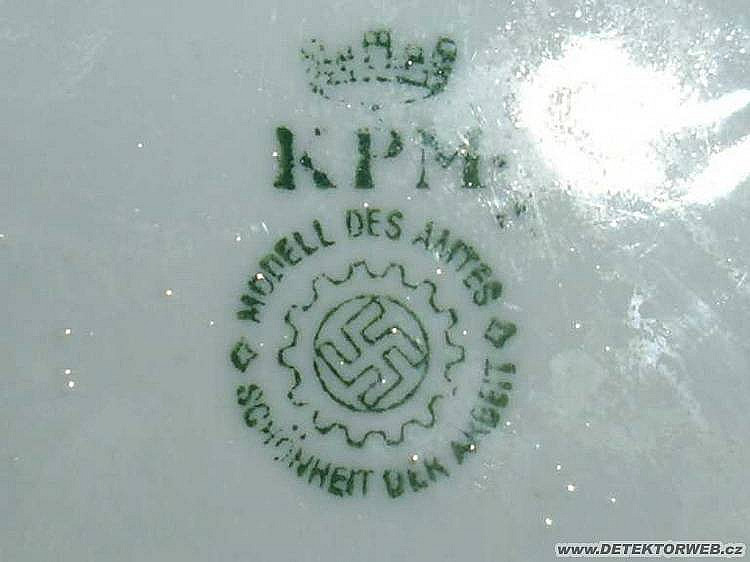 KPM
MODELL DES AMTES
SCHÖNHEIT DER ARBEIT
www.DETEKTORWEB.cz